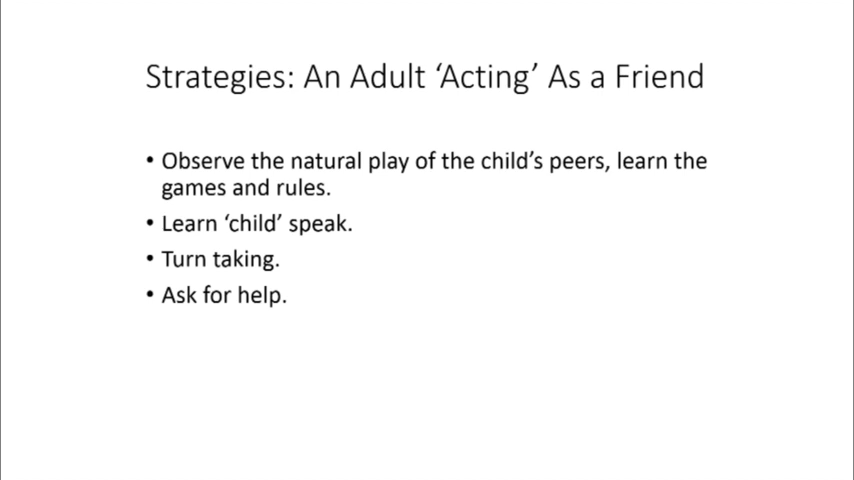 Strategies: An Adult ‘Acting’ As a Friend
• Observe the natural play of the child’s peers, learn the
games and rules.
• Learn ‘child’ speak.
• Turn taking.
• Ask for help.